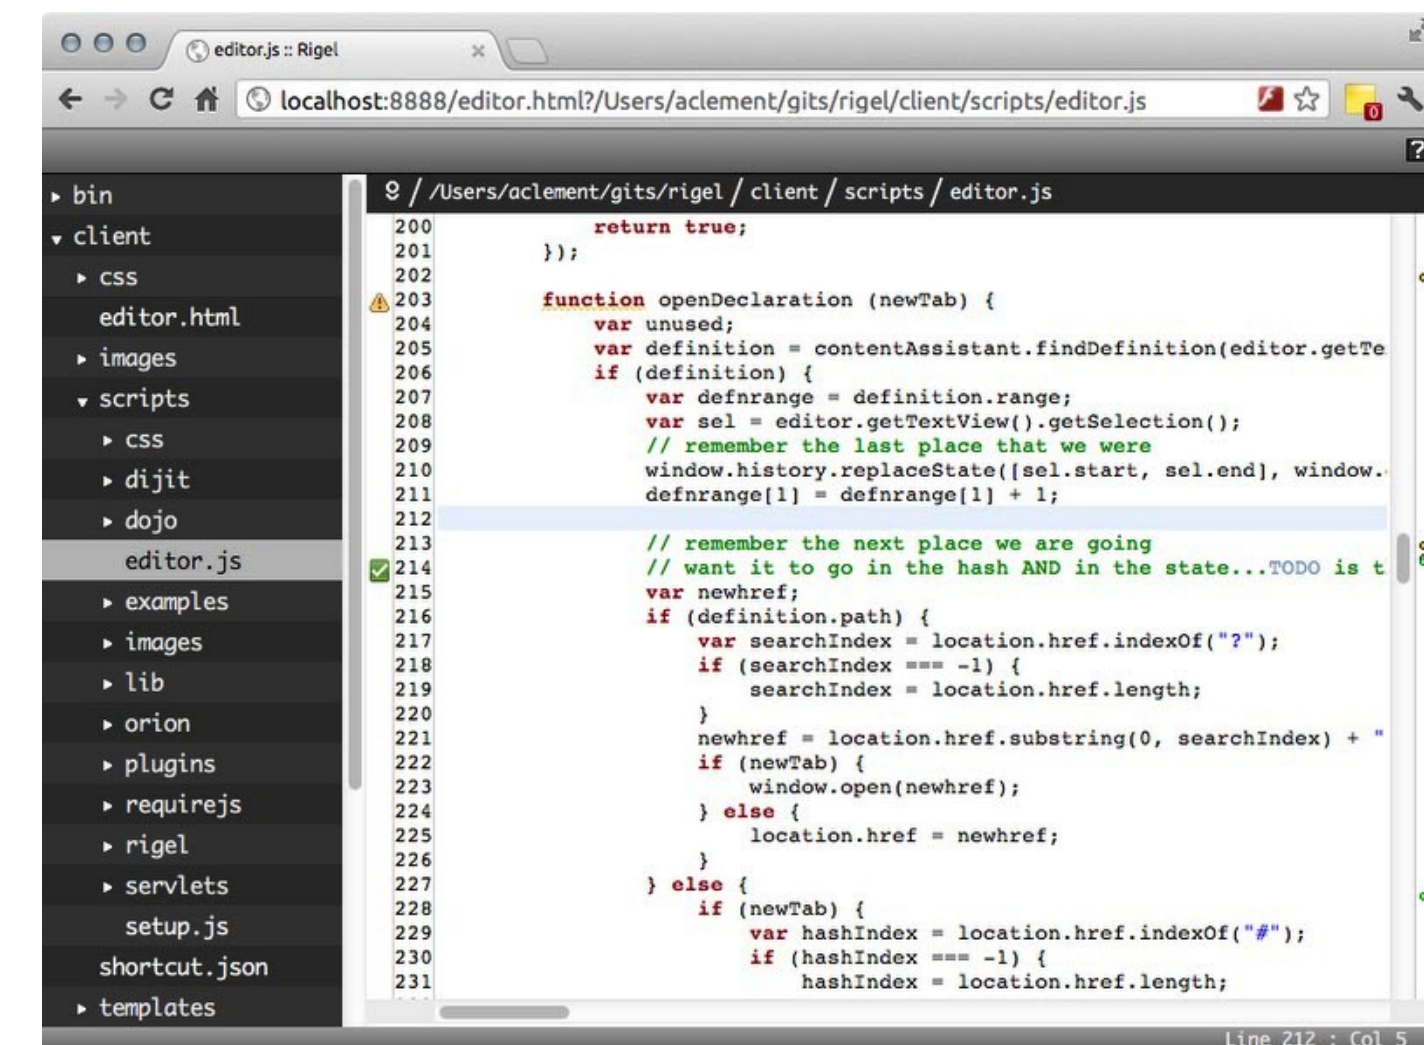 editor.js :: Rigel
localhost:8888/editor.html?/Users/aclement/gits/rigel/client/scripts/editor.js
0
?
bin
client
css
editor.html
images
scripts
css
dijit
dojo
editor.js
examples
images
lib
orion
plugins
requirejs
rigel
servlets
setup.js
shortcut.json
templates
/ /Users/aclement/gits/rigel / client / scripts / editor.js
200 return true;
201 });
202
203 function openDeclaration (newTab) {
204 var unused;
205 var definition = contentAssistant.findDefinition(editor.getTe
206 if (definition) {
207 var defnrange = definition.range;
208 var sel = editor.getTextView().getSelection();
209 // remember the last place that we were
210 window.history.replaceState([sel.start, sel.end], window.
211 defnrange[1] = defnrange[1] + 1;
212
213 // remember the next place we are going
214 // want it to go in the hash AND in the state...TODO is t
215 var newhref;
216 if (definition.path) {
217 var searchIndex = location.href.indexOf("?");
218 if (searchIndex === -1) {
219 searchIndex = location.href.length;
220 }
221 newhref = location.href.substring(0, searchIndex) + "
222 if (newTab) {
223 window.open(newhref);
224 } else {
225 location.href = newhref;
226 }
227 } else {
228 if (newTab) {
229 var hashIndex = location.href.indexOf("#");
230 if (hashIndex === -1) {
231 hashIndex = location.href.length;
Line 212 : Col 5